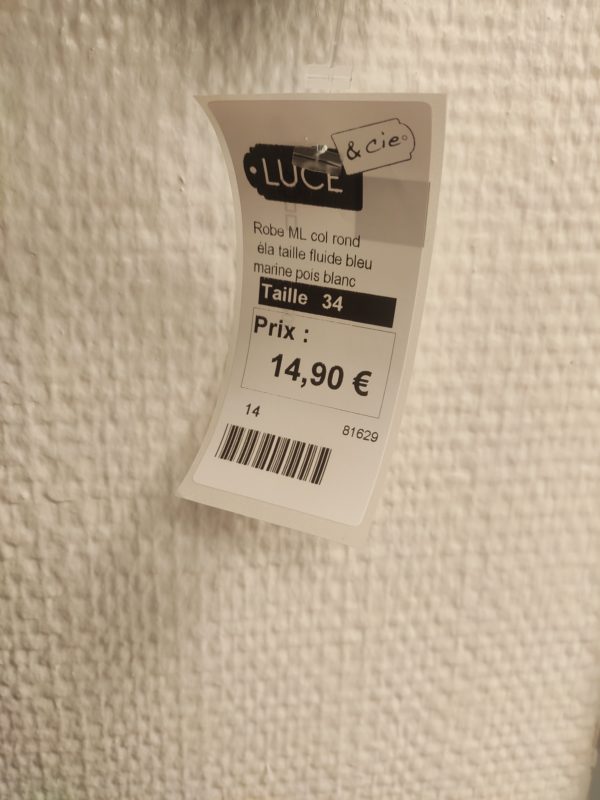 LUCE
& cie
Robe ML col rond
éla taille fluide bleu
marine pois blanc
Taille 34
Prix :
14,90 €
14
81629